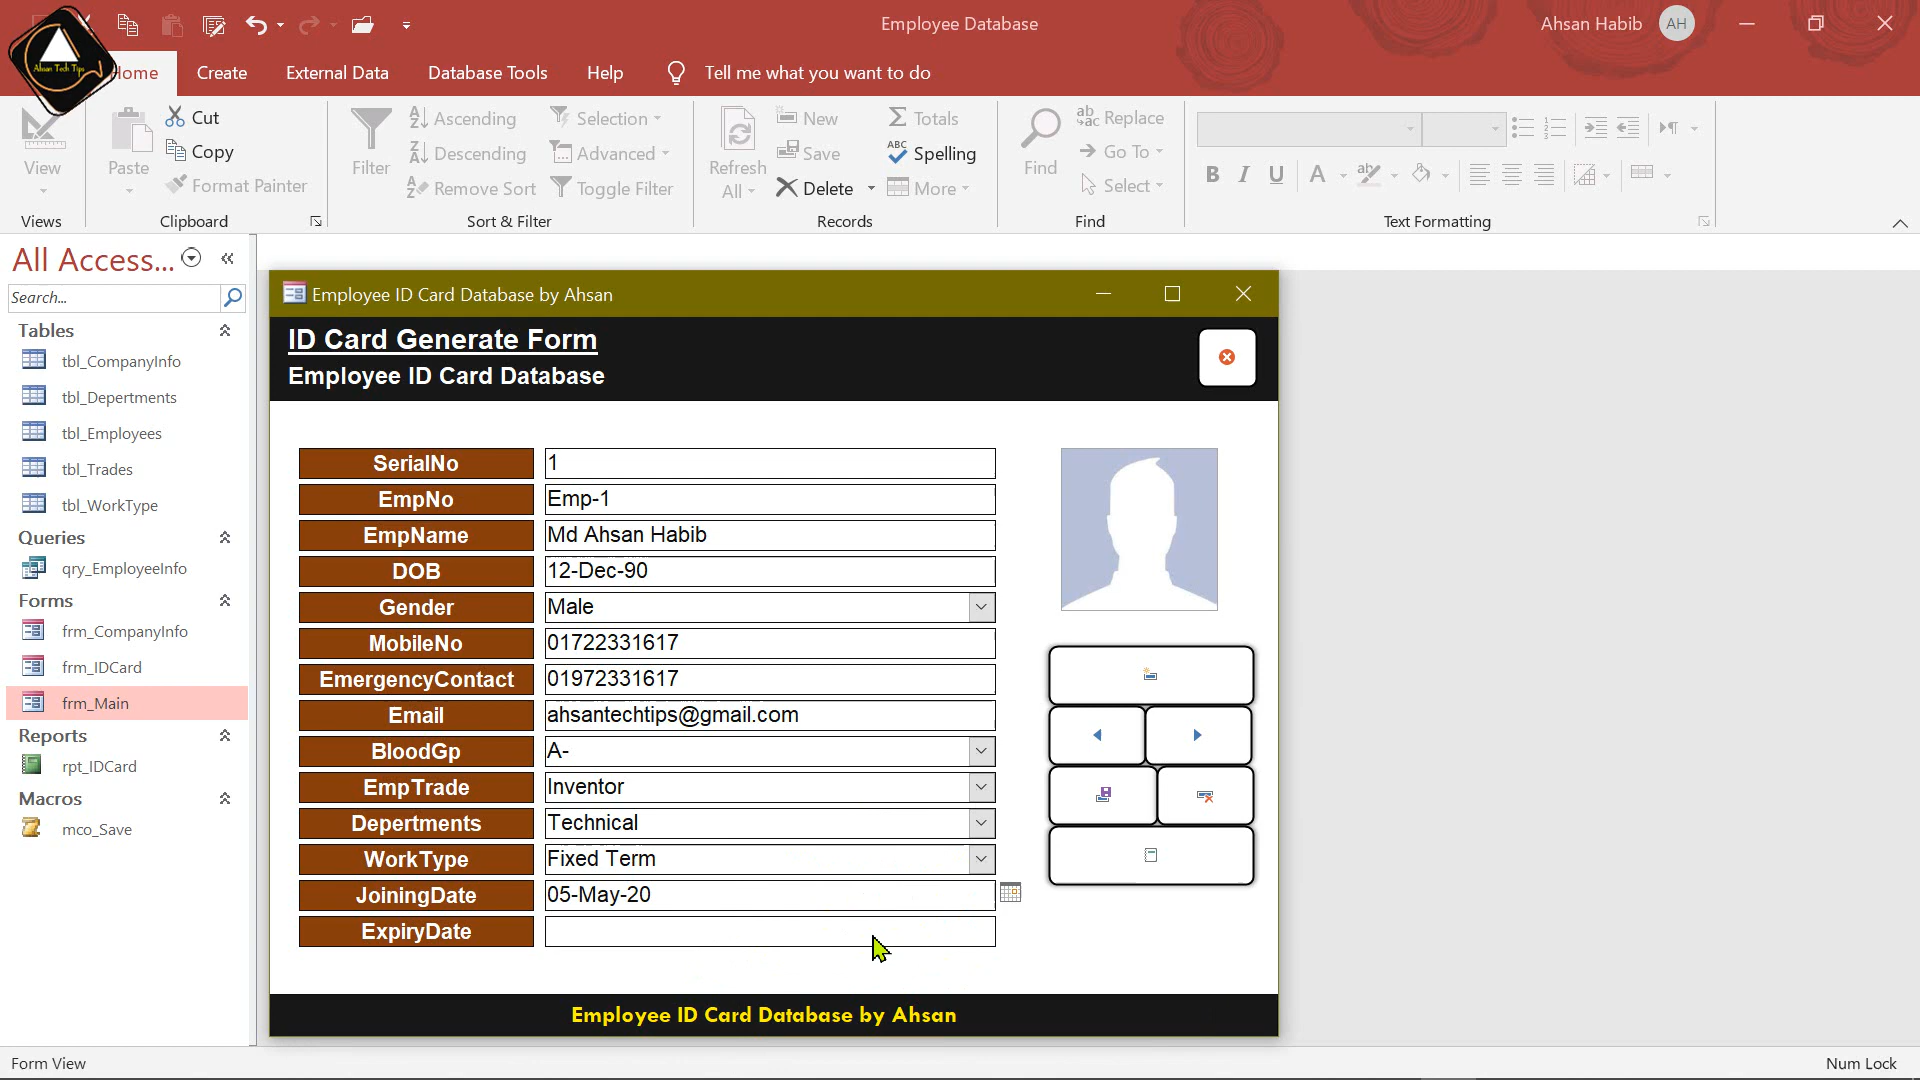 Employee Database
Ahsan Habib
AH
Ahsan Tech Tips
Home
Create
External Data
Database Tools
Help
Tell me what you want to do
View
Paste
Cut
Copy
Format Painter
Filter
Ascending
Descending
Remove Sort
Selection
Advanced
Toggle Filter
Refresh
All
New
Save
Delete
Totals
Spelling
More
Find
Replace
Go To
Select
B I U A
Views
Clipboard
Sort & Filter
Records
Find
Text Formatting
All Access...
Search...
Tables
tbl_CompanyInfo
tbl_Depertments
tbl_Employees
tbl_Trades
tbl_WorkType
Queries
qry_EmployeeInfo
Forms
frm_CompanyInfo
frm_IDCard
frm_Main
Reports
rpt_IDCard
Macros
mco_Save
Employee ID Card Database by Ahsan
ID Card Generate Form
Employee ID Card Database
SerialNo 1
EmpNo Emp-1
EmpName Md Ahsan Habib
DOB 12-Dec-90
Gender Male
MobileNo 01722331617
EmergencyContact 01972331617
Email ahsantechtips@gmail.com
BloodGp A-
EmpTrade Inventor
Depertments Technical
WorkType Fixed Term
JoiningDate 05-May-20
ExpiryDate
Employee ID Card Database by Ahsan
Form View
Num Lock